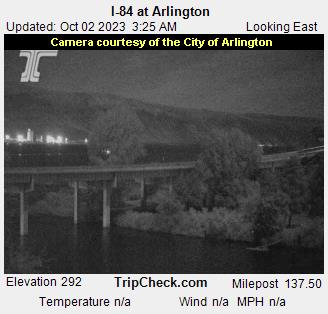 I-84 at Arlington
Updated: Oct 02 2023 3:25 AM Looking East
Camera courtesy of the City of Arlington
Elevation 292 TripCheck.com Milepost 137.50
Temperature n/a Wind n/a MPH n/a